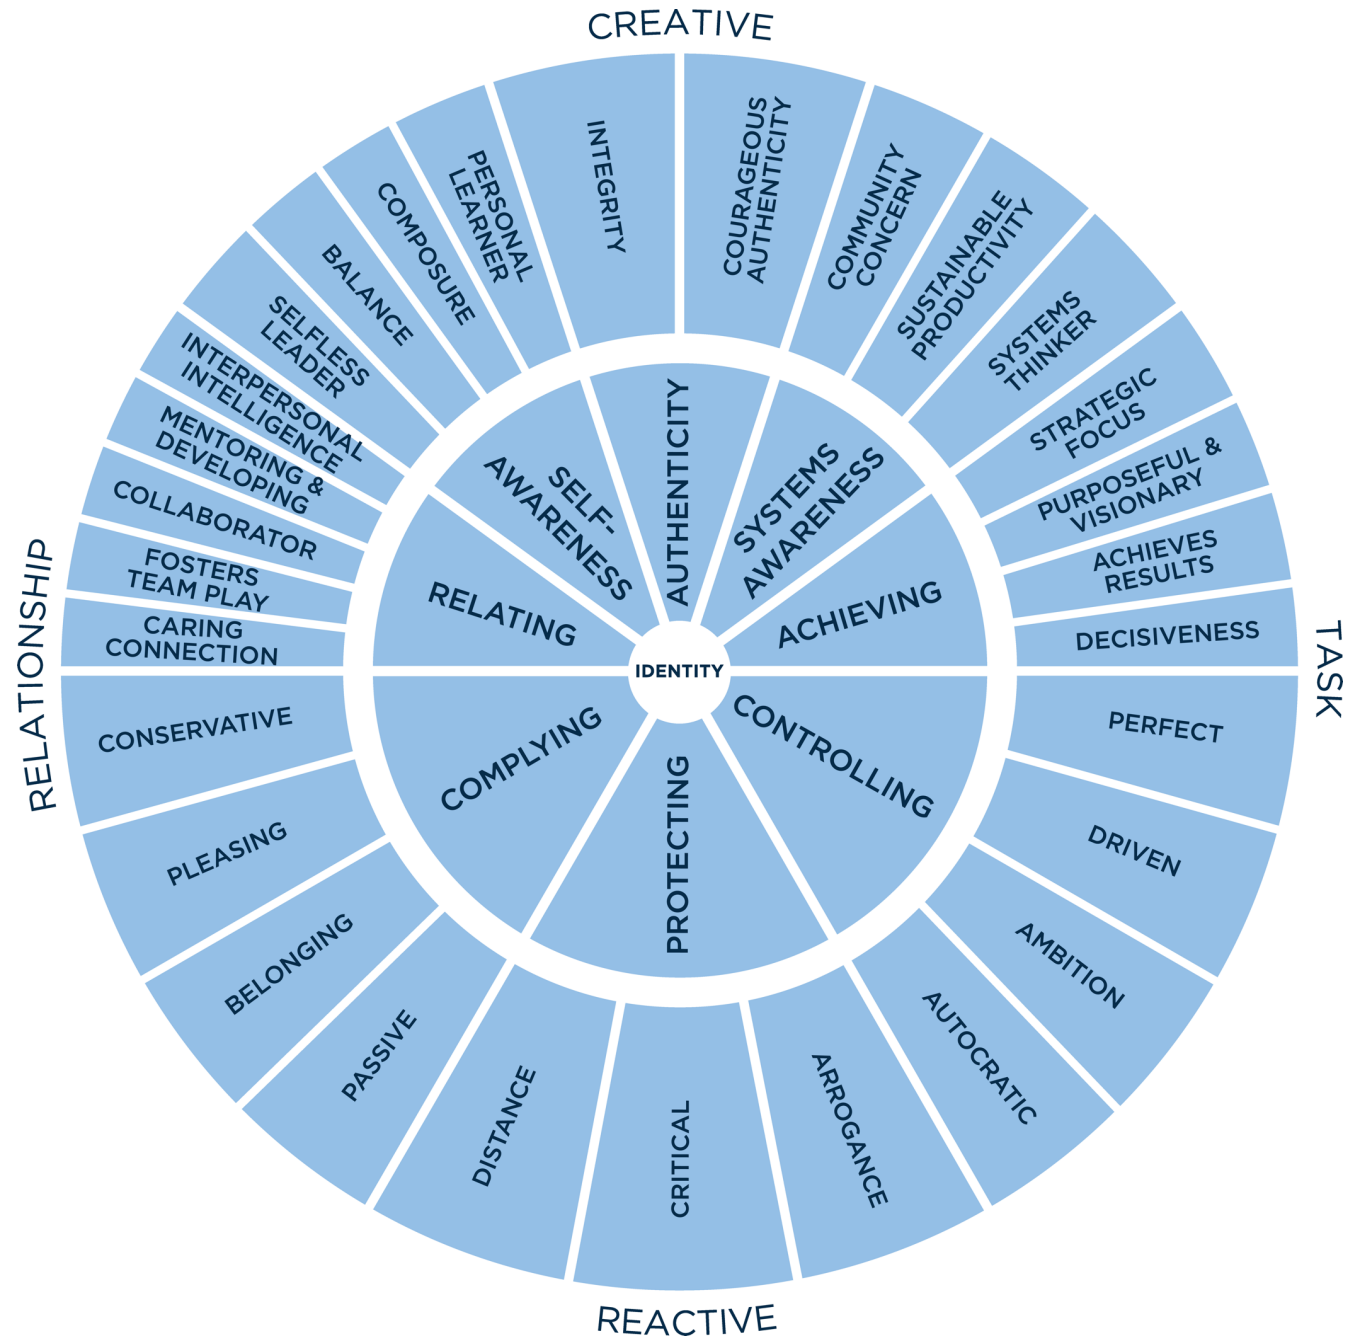 CREATIVE
INTEGRITY
COURAGEOUS
AUTHENTICITY
COMMUNITY
CONCERN
SUSTAINABLE
PRODUCTIVITY
SYSTEMS
THINKER
STRATEGIC
FOCUS
PURPOSEFUL &
VISIONARY
ACHIEVES
RESULTS
DECISIVENESS
TASK
PERFECT
DRIVEN
AMBITION
AUTOCRATIC
ARROGANCE
CRITICAL
DISTANCE
PASSIVE
BELONGING
PLEASING
CONSERVATIVE
REACTIVE
RELATIONSHIP
CARING
CONNECTION
FOSTERS
TEAM PLAY
COLLABORATOR
MENTORING &
DEVELOPING
INTERPERSONAL
INTELLIGENCE
SELFLESS
LEADER
BALANCE
COMPOSURE
PERSONAL
LEARNER
RELATING
SELF-
AWARENESS
AUTHENTICITY
SYSTEMS
AWARENESS
ACHIEVING
IDENTITY
CONTROLLING
PROTECTING
COMPLYING